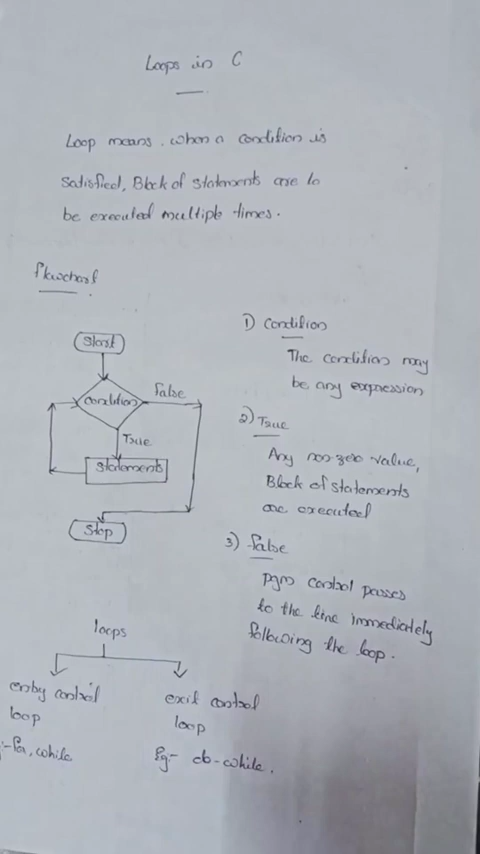 Loops in C
Loop means, when a condition is
satisfied, Block of statements are to
be executed multiple times.
flowchart
Start
Condition
False
True
Statements
Stop
1) Condition
The condition may
be any expression
2) True
Any non-zero value,
Block of statements
are executed
3) False
pgm control passes
to the line immediately
following the loop.
loops
entry control
loop
:- for, while
exit control
loop
Eg:- do-while.